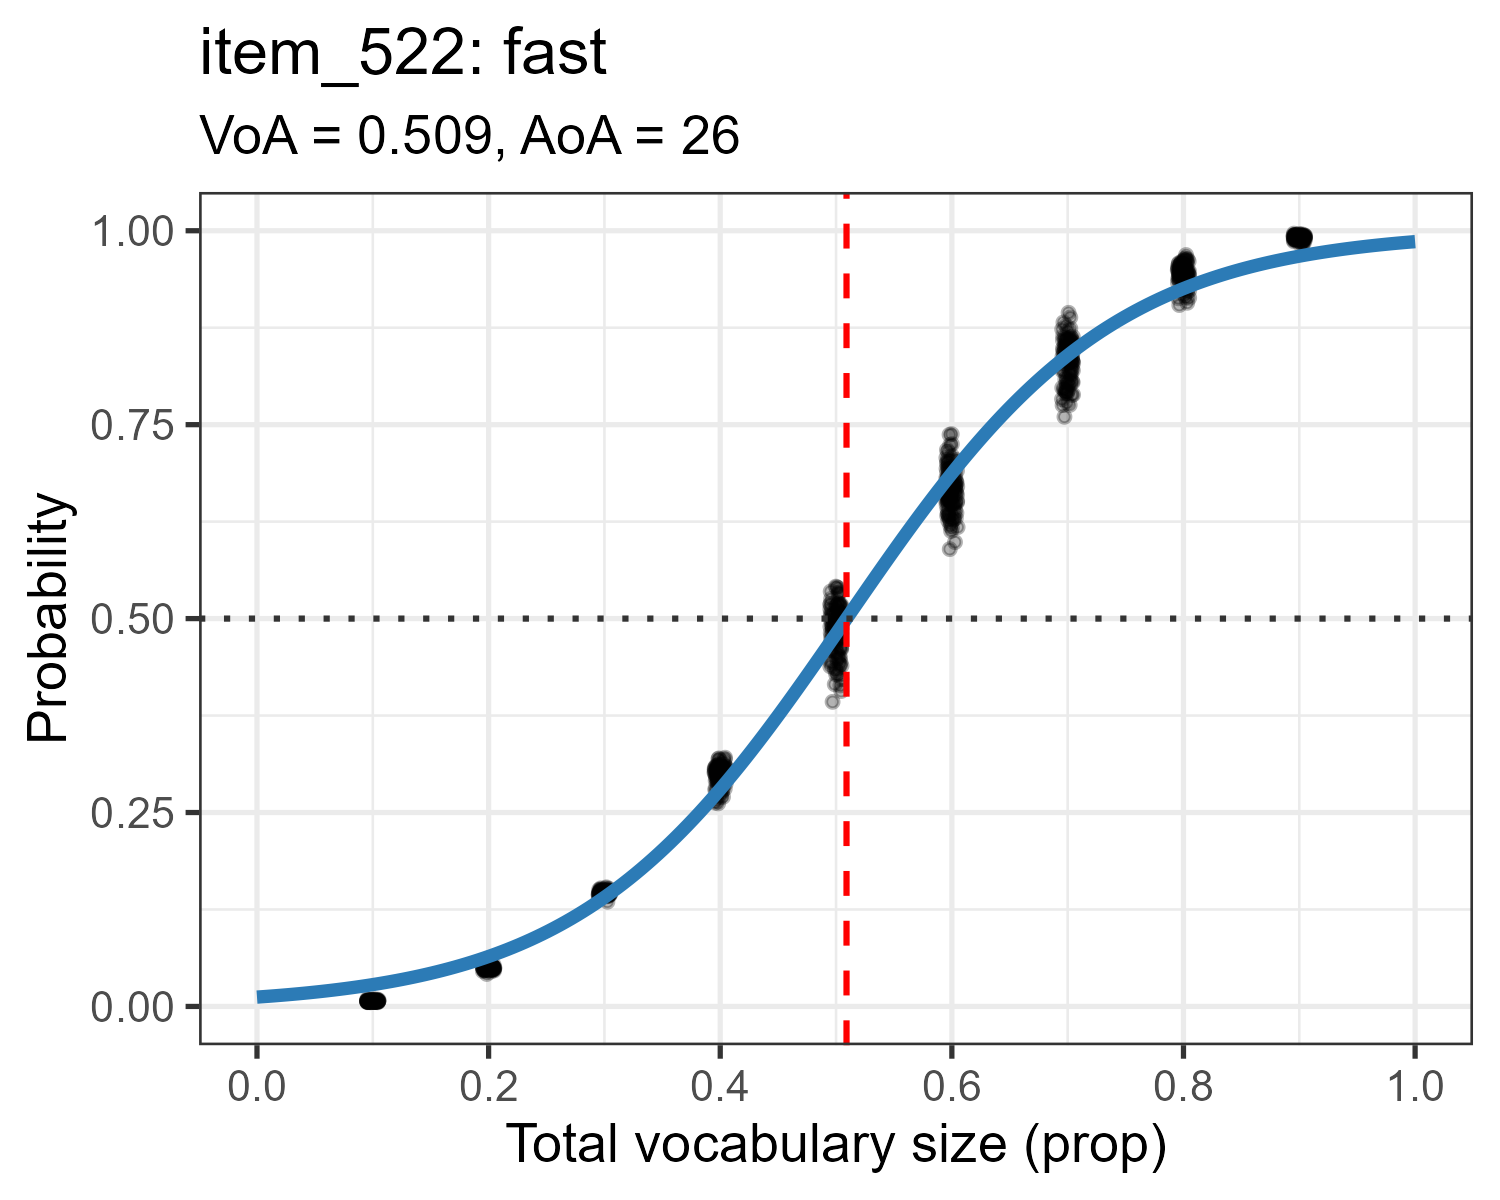 item_522: fast
VoA = 0.509, AoA = 26
1.00
0.75
0.50
0.25
0.00
Probability
0.0 0.2 0.4 0.6 0.8 1.0
Total vocabulary size (prop)